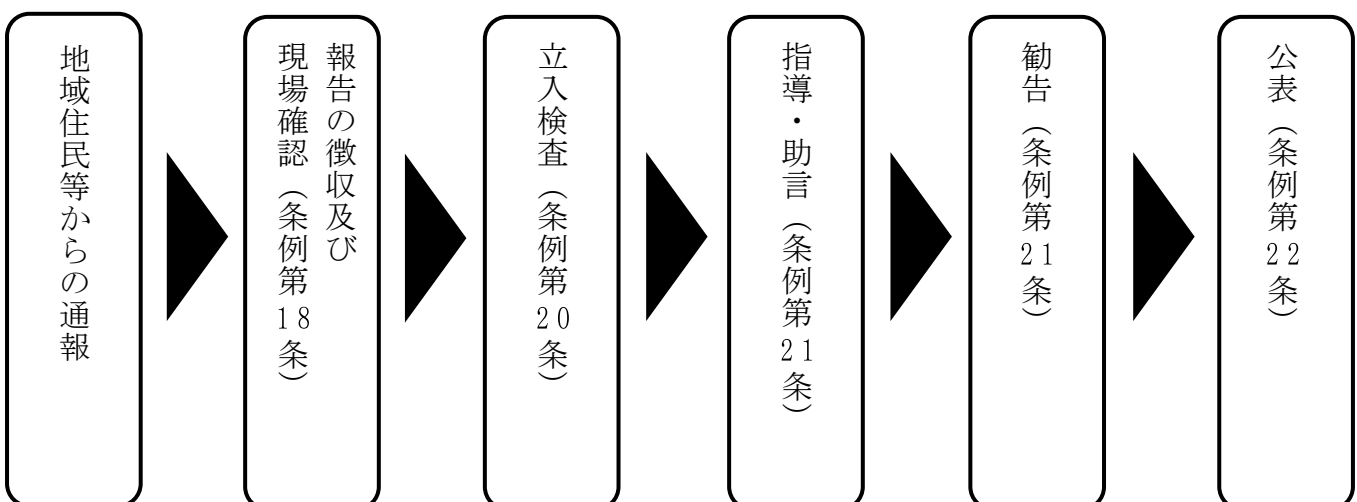 地域住民等からの通報
報告の徴収及び
現場確認（条例第18条）
立入検査（条例第20条）
指導・助言（条例第21条）
勧告（条例第21条）
公表（条例第22条）